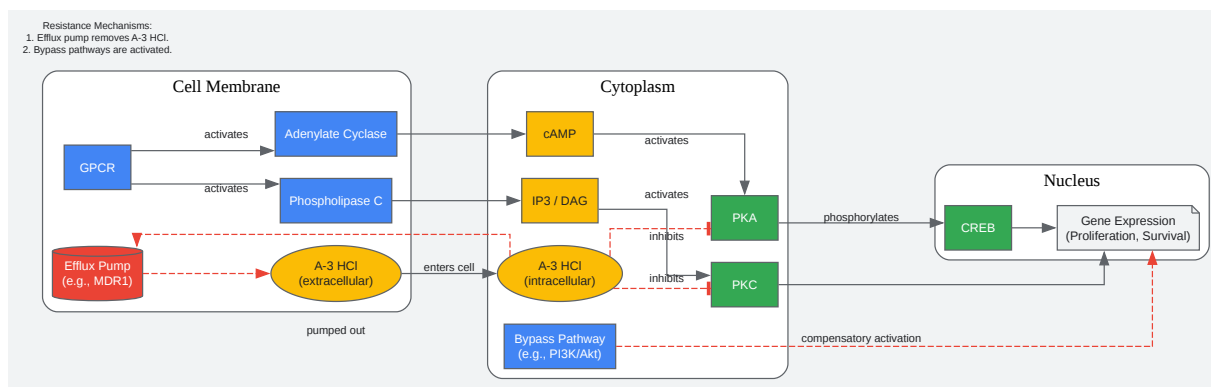 Resistance Mechanisms:
1. Efflux pump removes A-3 HCl.
2. Bypass pathways are activated.
Cell Membrane
GPCR
activates
activates
Adenylate Cyclase
Phospholipase C
Efflux Pump
(e.g., MDR1)
A-3 HCl
(extracellular)
pumped out
enters cell
Cytoplasm
cAMP
activates
IP3 / DAG
activates
PKA
inhibits
A-3 HCl
(intracellular)
inhibits
PKC
Bypass Pathway
(e.g., PI3K/Akt)
phosphorylates
compensatory activation
Nucleus
CREB
Gene Expression
(Proliferation, Survival)